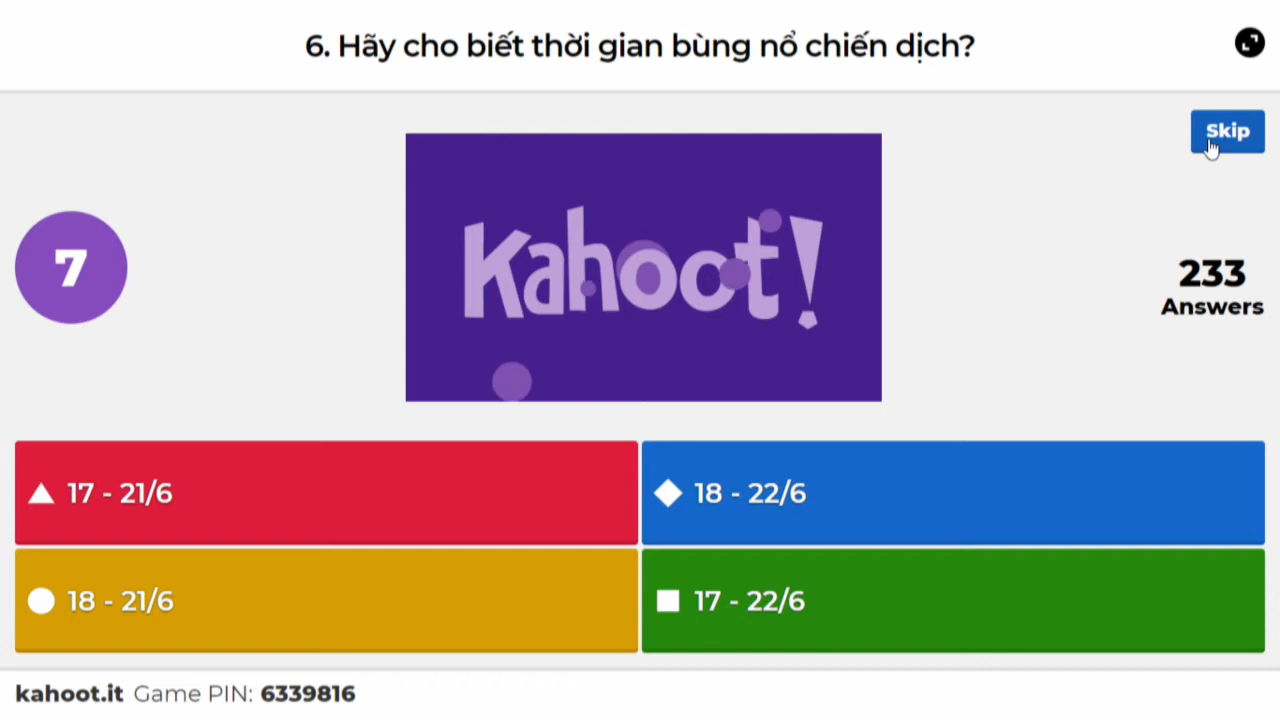 6. Hãy cho biết thời gian bùng nổ chiến dịch?
Skip
Kahoot!
7
233
Answers
17 - 21/6
18 - 22/6
18 - 21/6
17 - 22/6
kahoot.it Game PIN: 6339816